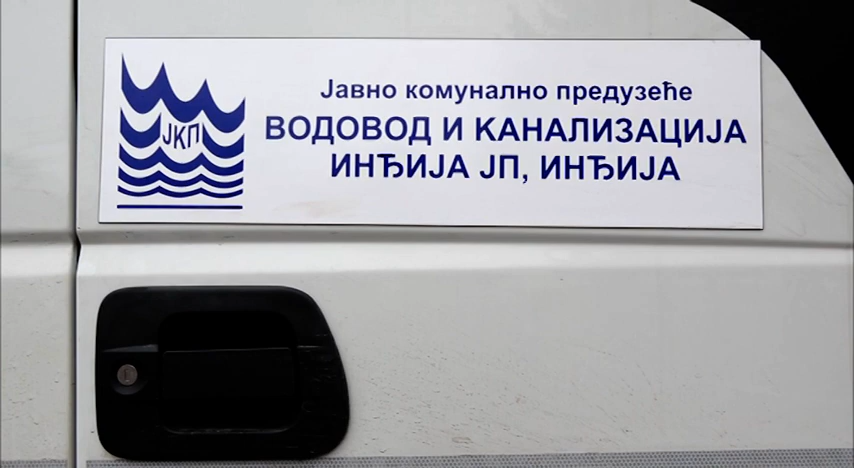 ЈКП
Јавно комунално предузеће
ВОДОВОД И КАНАЛИЗАЦИЈА
ИНЂИЈА ЈП, ИНЂИЈА